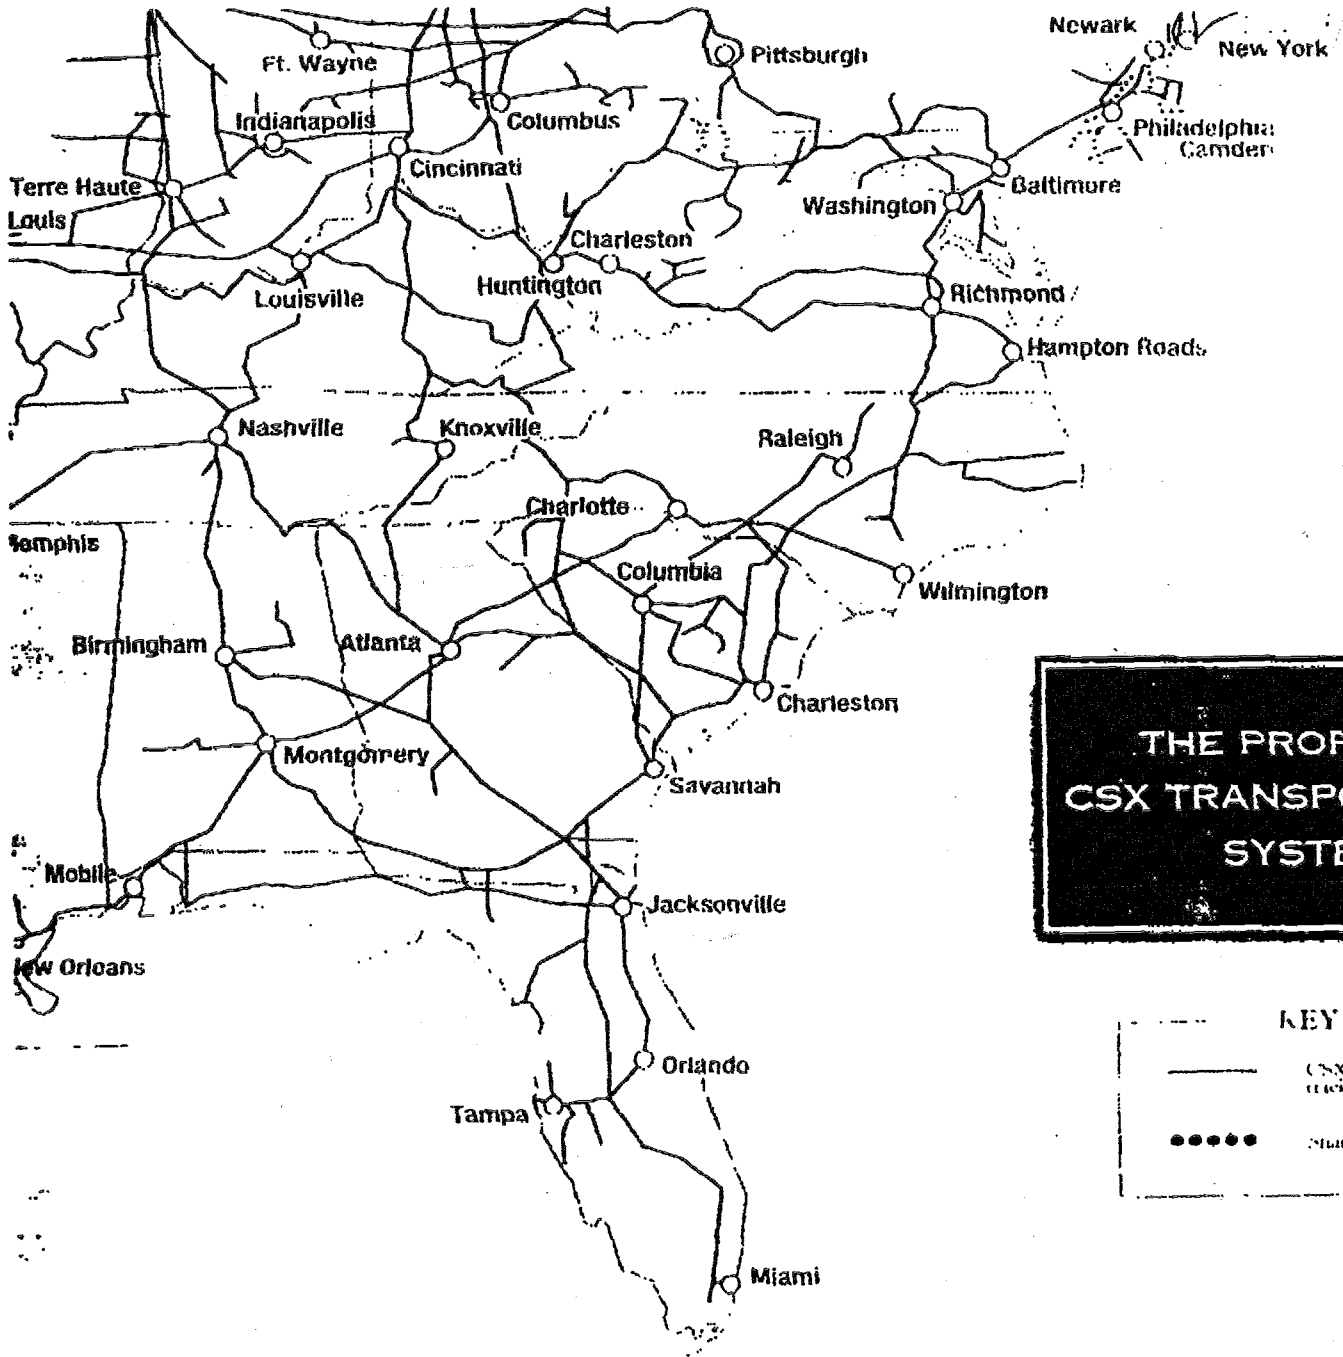 Newark
New York
Pittsburgh
Ft. Wayne
Indianapolis
Columbus
Philadelphia
Camden
Cincinnati
Terre Haute
Baltimore
Louis
Washington
Charleston
Huntington
Louisville
Richmond
Hampton Roads
Nashville
Knoxville
Raleigh
Charlotte
Memphis
Columbia
Wilmington
Birmingham
Atlanta
Charleston
Montgomery
Savannah
THE PROP
CSX TRANSPO
SYSTE
Mobile
Jacksonville
New Orleans
KEY
Orlando
CSX
Tampa
Miami